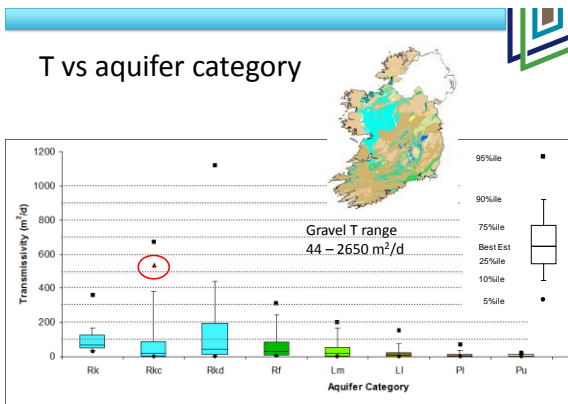 T vs aquifer category
Gravel T range
44 – 2650 m²/d
Transmissivity (m²/d)
1200
1000
800
600
400
200
0
Rk Rkc Rkd Rf Lm Ll Pl Pu
Aquifer Category
95%ile
90%ile
75%ile
Best Est
25%ile
10%ile
5%ile